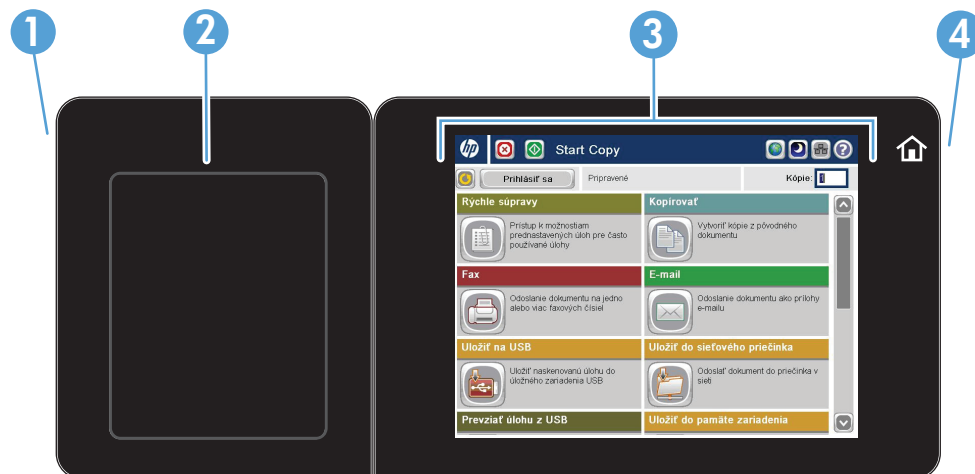 1
2
3
4
hp
Start Copy
?
Prihlásiť sa
Pripravené
Kópie: 1
Rýchle súpravy
Prístup k možnostiam
prednastavených úloh pre často
používané úlohy
Kopírovať
Vytvoriť kópie z pôvodného
dokumentu
Fax
Odoslanie dokumentu na jedno
alebo viac faxových čísiel
E-mail
Odoslanie dokumentu ako prílohy
e-mailu
Uložiť na USB
Uložiť naskenovanú úlohu do
úložného zariadenia USB
Uložiť do sieťového priečinka
Odoslať dokument do priečinka v
sieti
Prevziať úlohu z USB
Uložiť do pamäte zariadenia